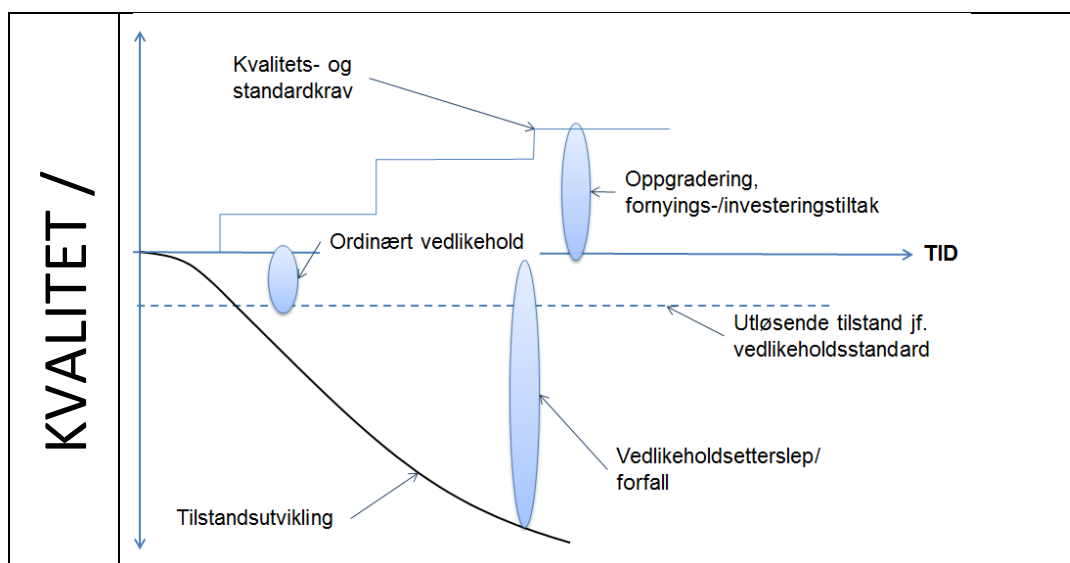 KVALITET /
Kvalitets- og
standardkrav
Oppgradering,
fornyings-/investeringstiltak
Ordinært vedlikehold
TID
Utløsende tilstand jf.
vedlikeholdsstandard
Vedlikeholdsetterslep/
forfall
Tilstandsutvikling